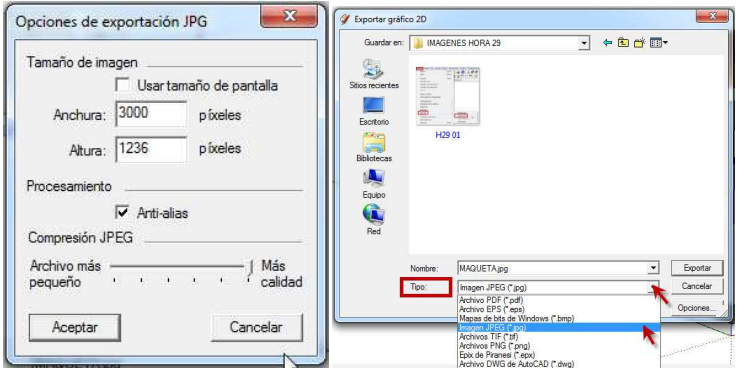 Opciones de exportación JPG
Tamaño de imagen
Usar tamaño de pantalla
Anchura: 3000 píxeles
Altura: 1236 píxeles
Procesamiento
Anti-alias
Compresión JPEG
Archivo más pequeño
Más calidad
Aceptar
Cancelar
Exportar gráfico 2D
Guardar en: IMAGENES HORA 29
Sitios recientes
Escritorio
Bibliotecas
Equipo
Red
H29 01
Nombre: MAQUETA.jpg
Exportar
Tipo: Imagen JPEG (*.jpg)
Cancelar
Opciones...
Archivo PDF (*.pdf)
Archivo EPS (*.eps)
Mapas de bits de Windows (*.bmp)
Imagen JPEG (*.jpg)
Archivos TIF (*.tif)
Archivos PNG (*.png)
Epix de Piranesi (*.epx)
Archivo DWG de AutoCAD (*.dwg)